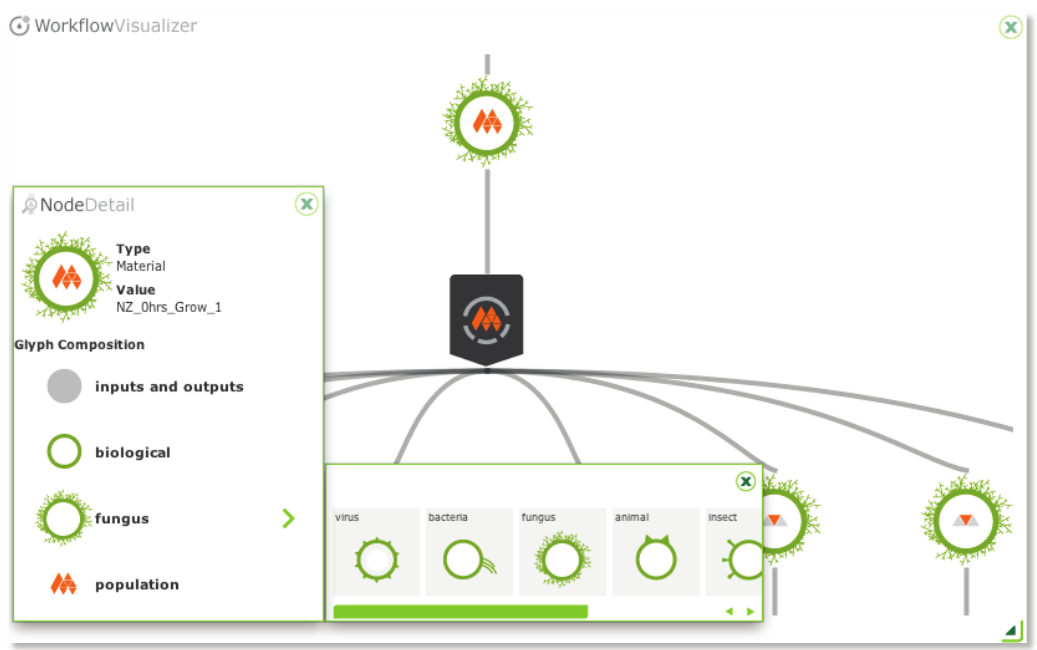 WorkflowVisualizer
NodeDetail
Type
Material
Value
NZ_0hrs_Grow_1
Glyph Composition
inputs and outputs
biological
fungus
population
virus
bacteria
fungus
animal
insect